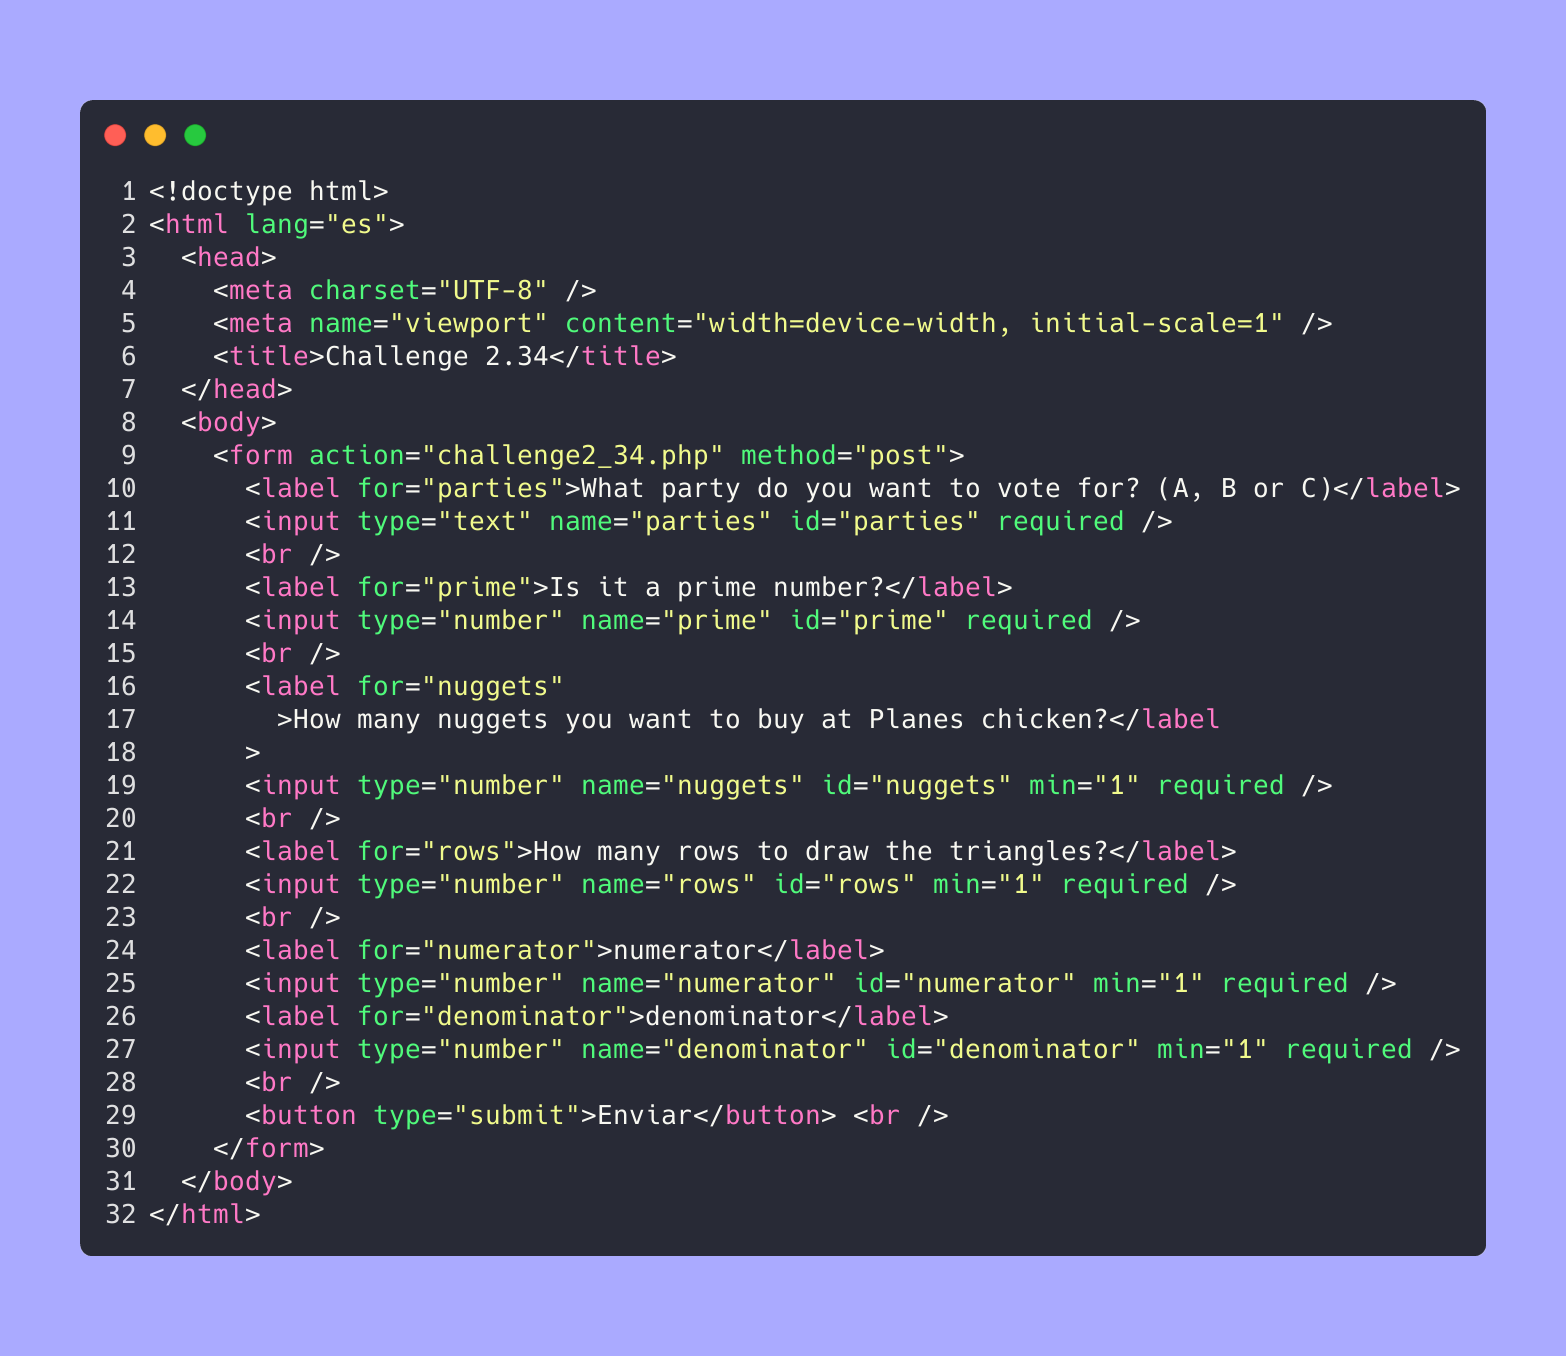 1 <!doctype html>
2 <html lang="es">
3   <head>
4     <meta charset="UTF-8" />
5     <meta name="viewport" content="width=device-width, initial-scale=1" />
6     <title>Challenge 2.34</title>
7   </head>
8   <body>
9     <form action="challenge2_34.php" method="post">
10       <label for="parties">What party do you want to vote for? (A, B or C)</label>
11       <input type="text" name="parties" id="parties" required />
12       <br />
13       <label for="prime">Is it a prime number?</label>
14       <input type="number" name="prime" id="prime" required />
15       <br />
16       <label for="nuggets"
17         >How many nuggets you want to buy at Planes chicken?</label
18       >
19       <input type="number" name="nuggets" id="nuggets" min="1" required />
20       <br />
21       <label for="rows">How many rows to draw the triangles?</label>
22       <input type="number" name="rows" id="rows" min="1" required />
23       <br />
24       <label for="numerator">numerator</label>
25       <input type="number" name="numerator" id="numerator" min="1" required />
26       <label for="denominator">denominator</label>
27       <input type="number" name="denominator" id="denominator" min="1" required />
28       <br />
29       <button type="submit">Enviar</button> <br />
30     </form>
31   </body>
32 </html>